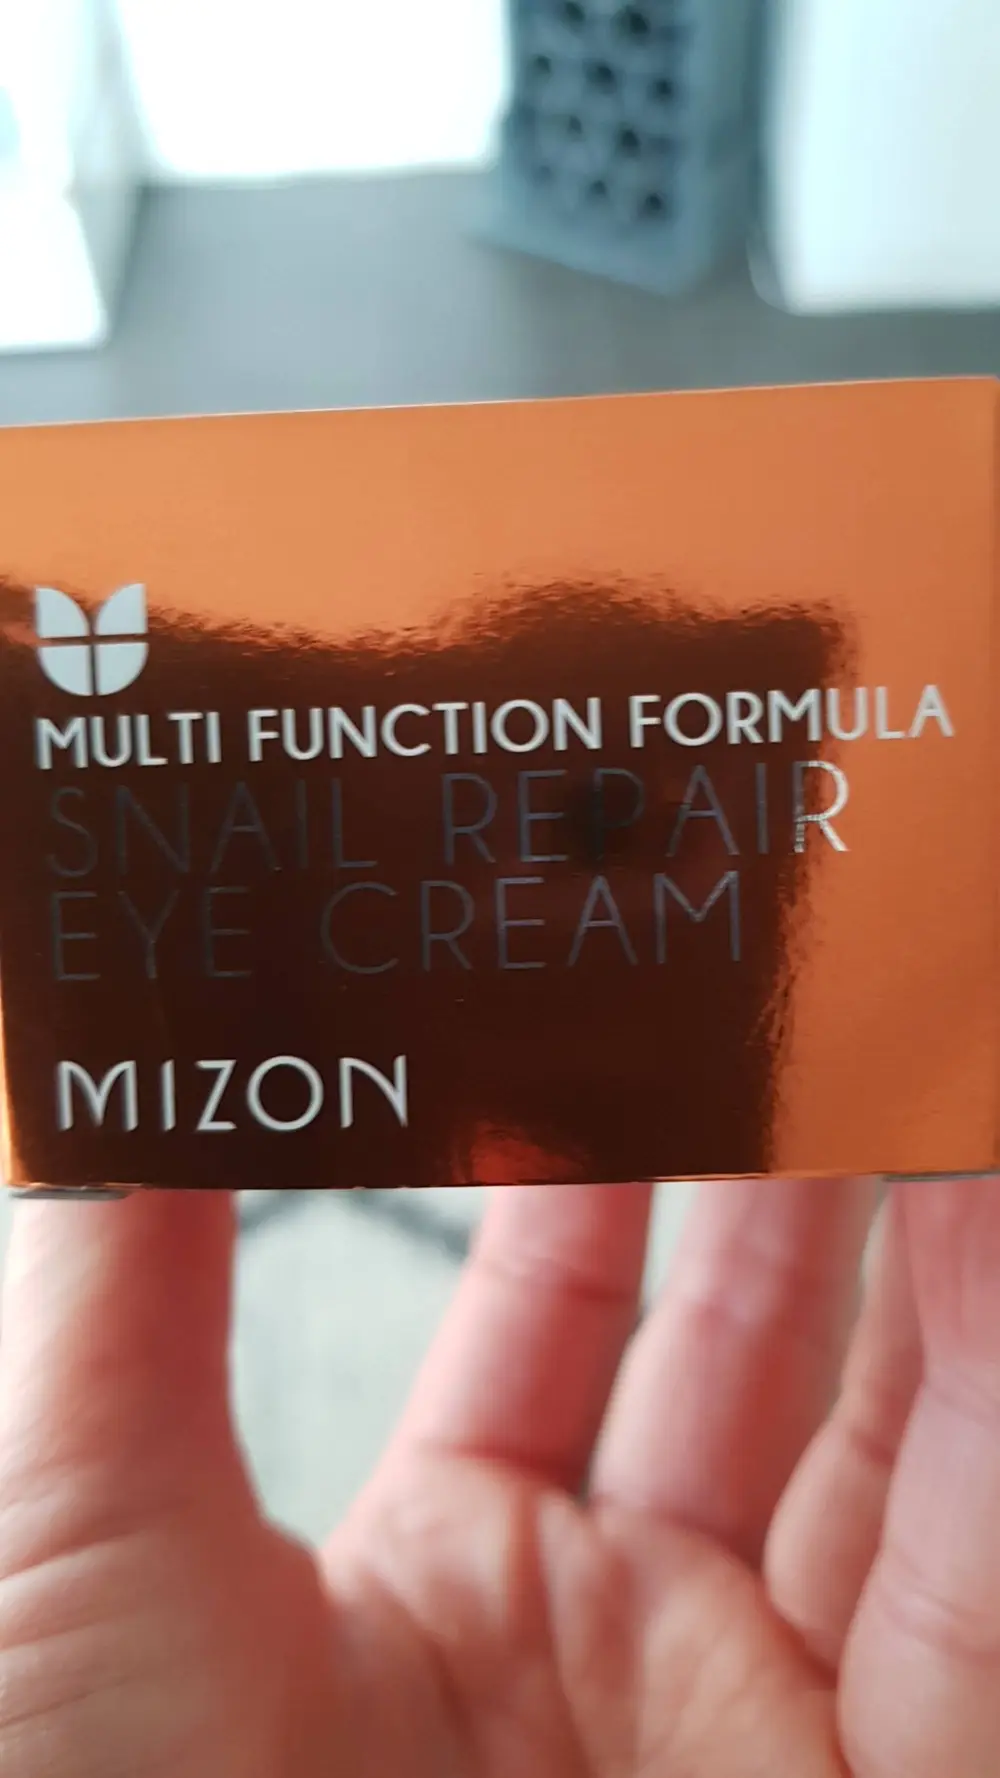 MULTI FUNCTION FORMULA
SNAIL REPAIR
EYE CREAM
MIZON